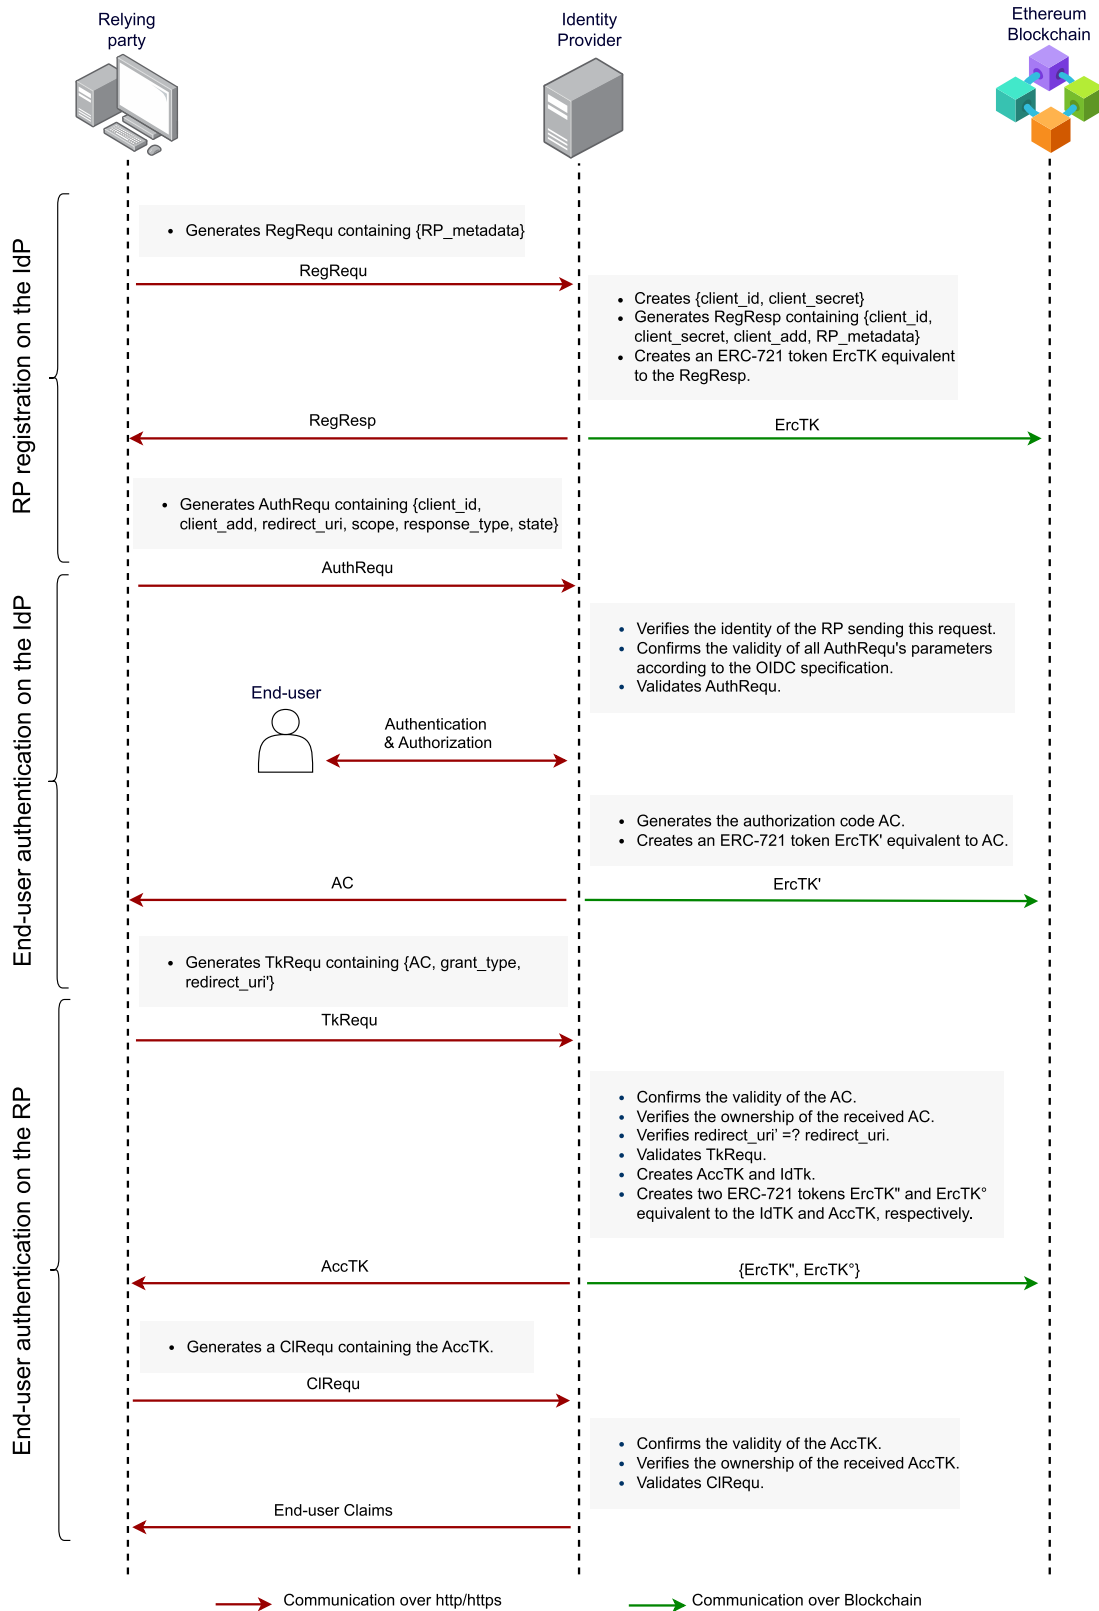 Relying
party
Identity
Provider
Ethereum
Blockchain
RP registration on the IdP
• Generates RegRequ containing {RP_metadata}
RegRequ
• Creates {client_id, client_secret}
• Generates RegResp containing {client_id,
client_secret, client_add, RP_metadata}
• Creates an ERC-721 token ErcTK equivalent
to the RegResp.
RegResp
ErcTK
• Generates AuthRequ containing {client_id,
client_add, redirect_uri, scope, response_type, state}
End-user authentication on the IdP
AuthRequ
• Verifies the identity of the RP sending this request.
• Confirms the validity of all AuthRequ's parameters
according to the OIDC specification.
• Validates AuthRequ.
End-user
Authentication
& Authorization
• Generates the authorization code AC.
• Creates an ERC-721 token ErcTK' equivalent to AC.
AC
ErcTK'
• Generates TkRequ containing {AC, grant_type,
redirect_uri'}
End-user authentication on the RP
TkRequ
• Confirms the validity of the AC.
• Verifies the ownership of the received AC.
• Verifies redirect_uri’ =? redirect_uri.
• Validates TkRequ.
• Creates AccTK and IdTk.
• Creates two ERC-721 tokens ErcTK" and ErcTK°
equivalent to the IdTK and AccTK, respectively.
AccTK
{ErcTK", ErcTK°}
• Generates a ClRequ containing the AccTK.
ClRequ
• Confirms the validity of the AccTK.
• Verifies the ownership of the received AccTK.
• Validates ClRequ.
End-user Claims
Communication over http/https
Communication over Blockchain